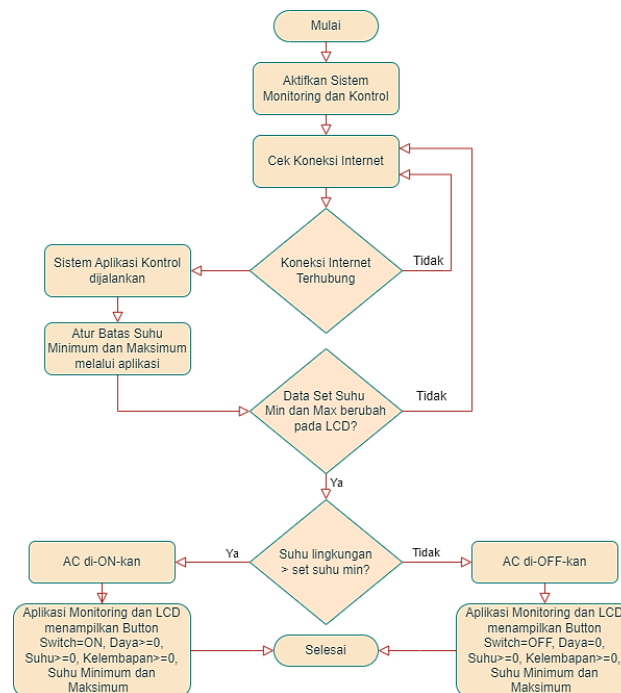 Mulai
Aktifkan Sistem
Monitoring dan Kontrol
Cek Koneksi Internet
Koneksi Internet
Terhubung
Tidak
Sistem Aplikasi Kontrol
dijalankan
Atur Batas Suhu
Minimum dan Maksimum
melalui aplikasi
Data Set Suhu
Min dan Max berubah
pada LCD?
Tidak
Ya
Suhu lingkungan
> set suhu min?
Ya
Tidak
AC di-ON-kan
AC di-OFF-kan
Aplikasi Monitoring dan LCD
menampilkan Button
Switch=ON, Daya>=0,
Suhu>=0, Kelembapan>=0,
Suhu Minimum dan
Maksimum
Selesai
Aplikasi Monitoring dan LCD
menampilkan Button
Switch=OFF, Daya=0,
Suhu>=0, Kelembapan>=0,
Suhu Minimum dan
Maksimum